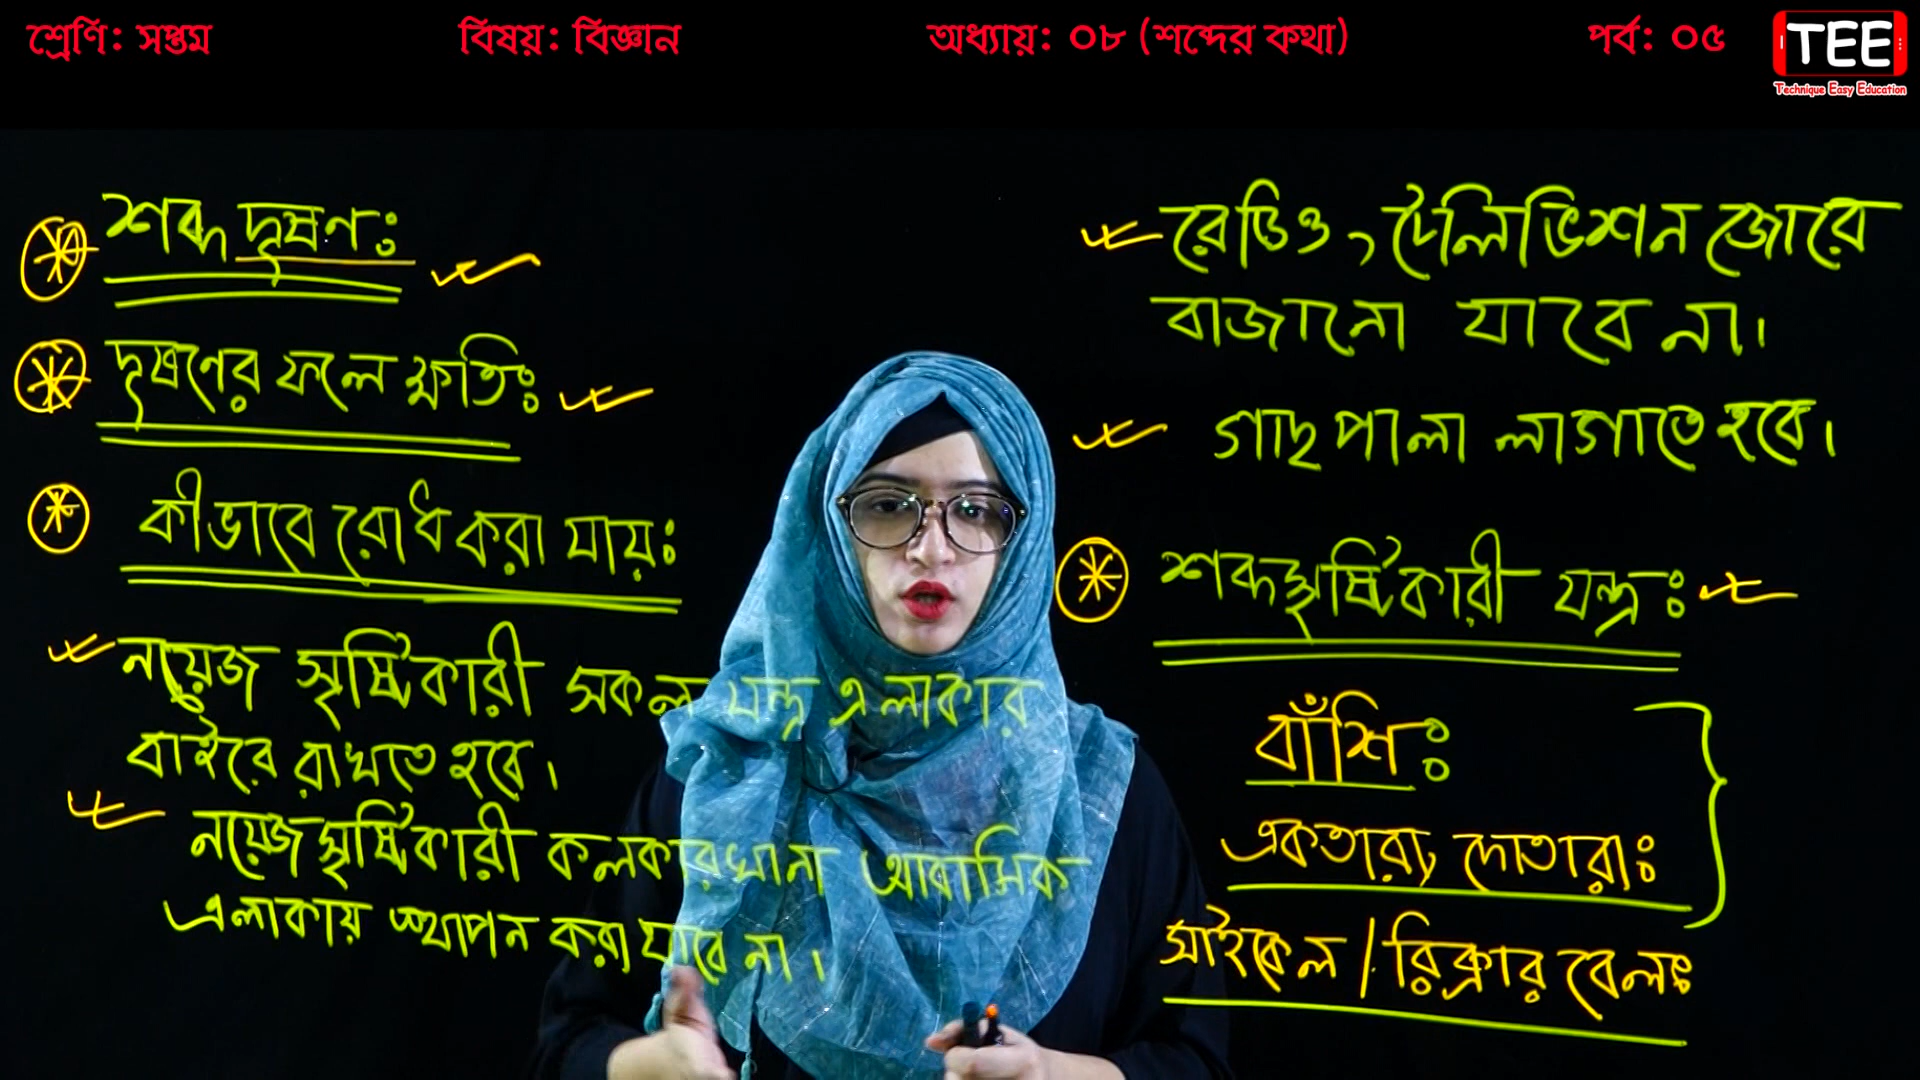 শ্রেণি: সপ্তম
বিষয়: বিজ্ঞান
অধ্যায়: ০৮ (শব্দের কথা)
পর্ব: ০৫
TEE
Technique Easy Education
শব্দ দূষণঃ
দূষণের ফলে ক্ষতিঃ
কীভাবে রোধ করা যায়ঃ
নয়েজ সৃষ্টিকারী সকল যন্ত্র এলাকার
বাইরে রাখতে হবে।
নয়েজ সৃষ্টিকারী কলকারখানা আবাসিক
এলাকায় স্থাপন করা যাবে না।
রেডিও, টেলিভিশন জোরে
বাজানো যাবে না।
গাছপালা লাগাতে হবে।
শব্দ সৃষ্টিকারী যন্ত্রঃ
বাঁশিঃ
একতারা, দোতারাঃ
সাইকেল / রিক্সার বেলঃ